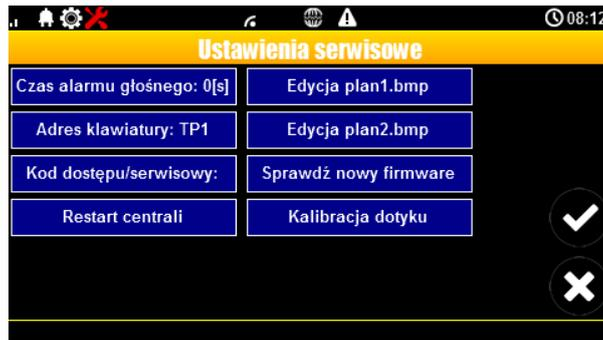 08:12
Ustawienia serwisowe
Czas alarmu głośnego: 0[s]
Edycja plan1.bmp
Adres klawiatury: TP1
Edycja plan2.bmp
Kod dostępu/serwisowy:
Sprawdź nowy firmware
Restart centrali
Kalibracja dotyku